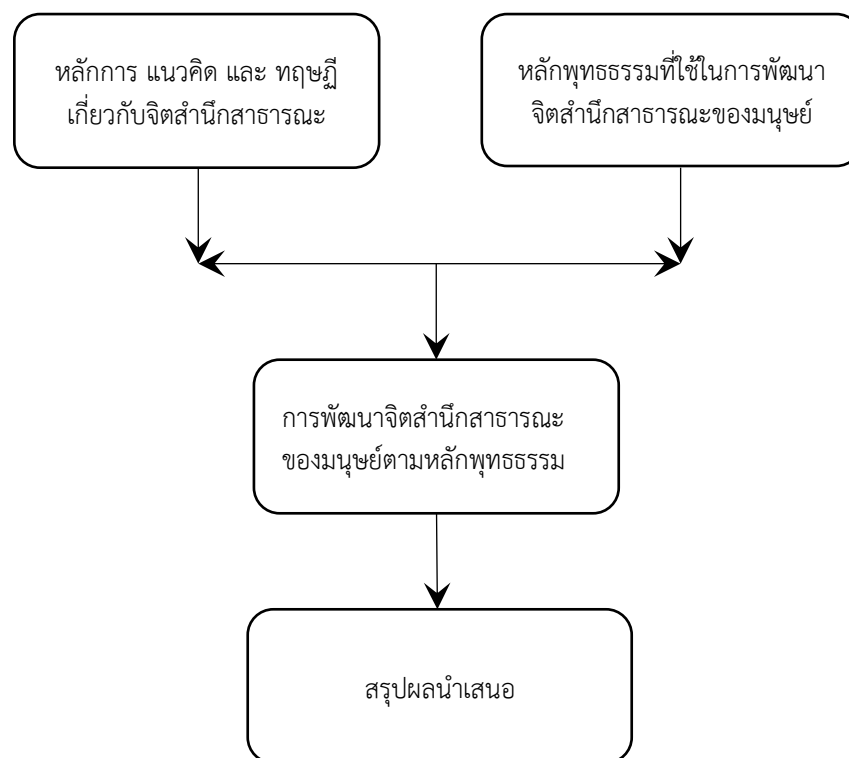 หลักการ แนวคิด และ ทฤษฏี
เกี่ยวกับจิตสำนึกสาธารณะ
หลักพุทธธรรมที่ใช้ในการพัฒนา
จิตสำนึกสาธารณะของมนุษย์
การพัฒนาจิตสำนึกสาธารณะ
ของมนุษย์ตามหลักพุทธธรรม
สรุปผลนำเสนอ